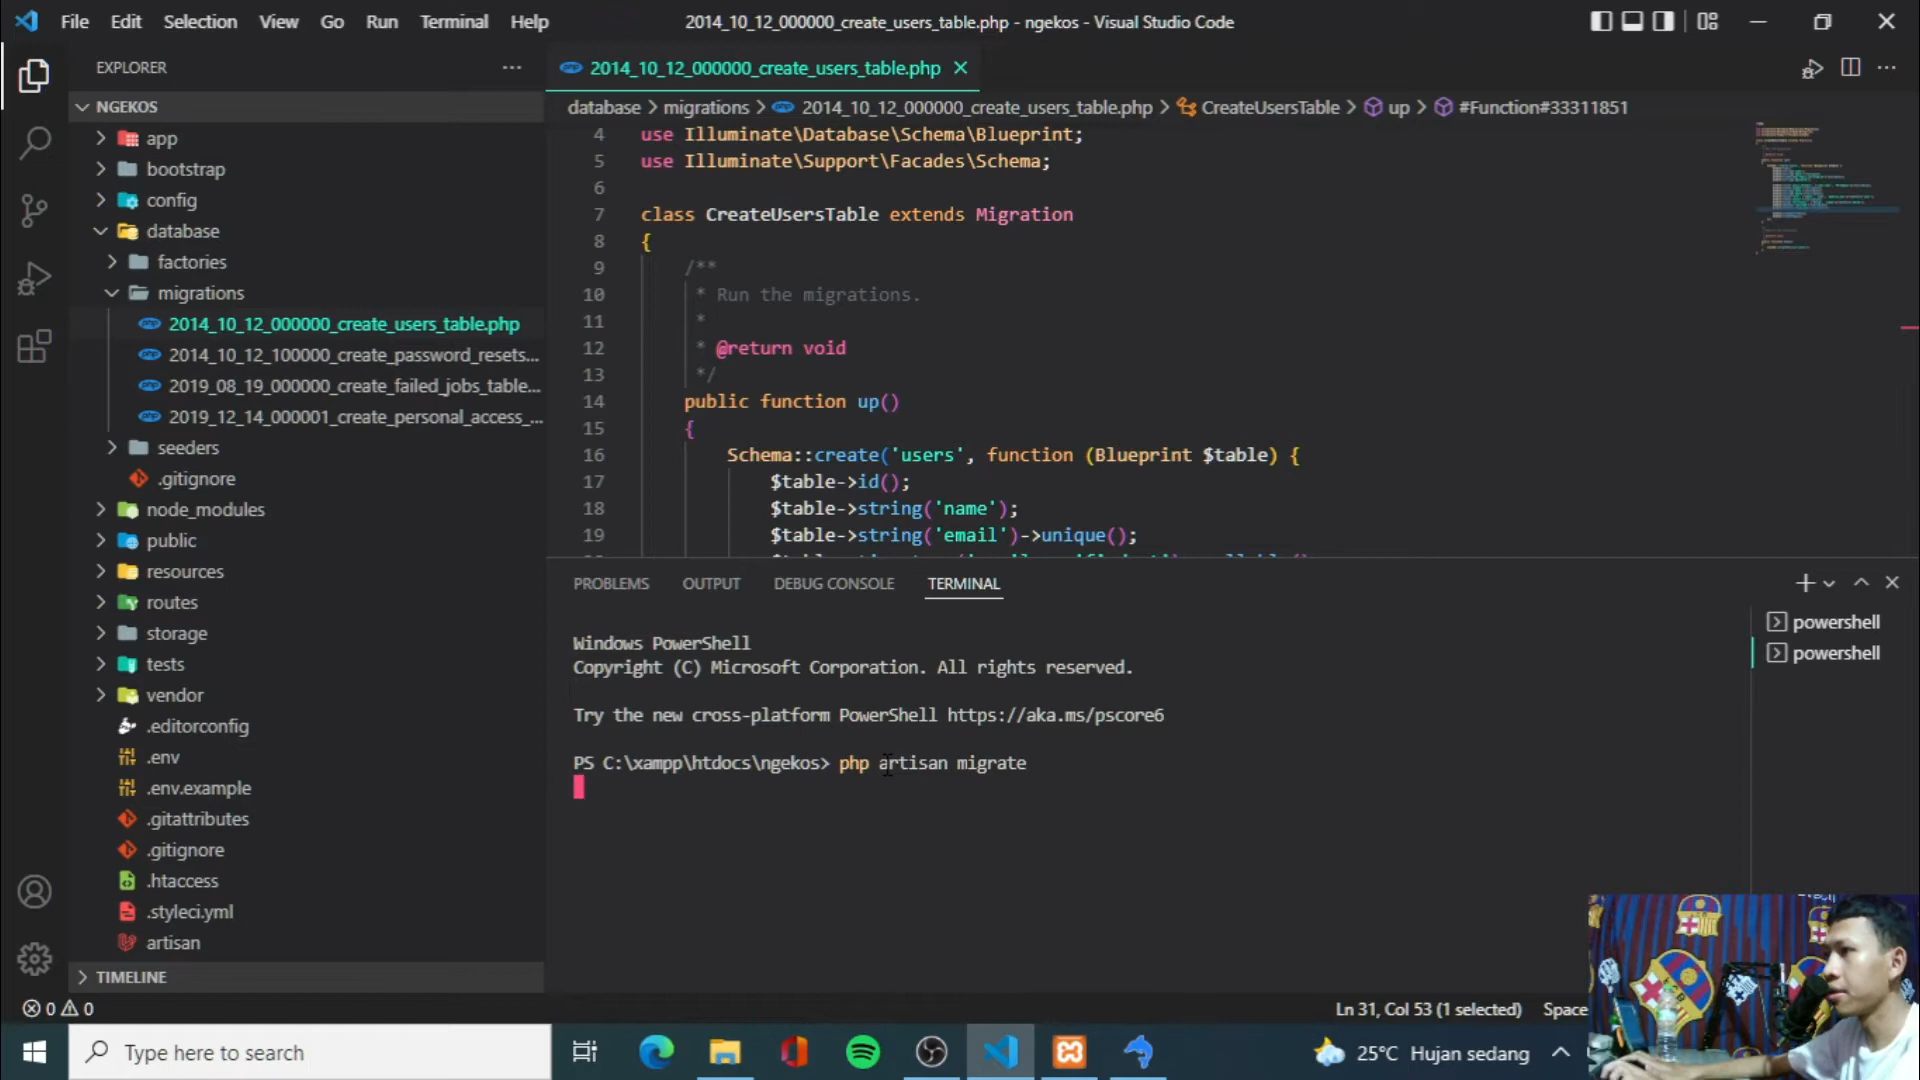 File Edit Selection View Go Run Terminal Help
2014_10_12_000000_create_users_table.php - ngekos - Visual Studio Code
EXPLORER
NGEKOS
app
bootstrap
config
database
factories
migrations
2014_10_12_000000_create_users_table.php
2014_10_12_100000_create_password_resets...
2019_08_19_000000_create_failed_jobs_table...
2019_12_14_000001_create_personal_access_...
seeders
.gitignore
node_modules
public
resources
routes
storage
tests
vendor
.editorconfig
.env
.env.example
.gitattributes
.gitignore
.htaccess
.styleci.yml
artisan
TIMELINE
2014_10_12_000000_create_users_table.php
database > migrations > 2014_10_12_000000_create_users_table.php > CreateUsersTable > up > #Function#33311851
4 use Illuminate\Database\Schema\Blueprint;
5 use Illuminate\Support\Facades\Schema;
6
7 class CreateUsersTable extends Migration
8 {
9 /**
10 * Run the migrations.
11 *
12 * @return void
13 */
14 public function up()
15 {
16 Schema::create('users', function (Blueprint $table) {
17 $table->id();
18 $table->string('name');
19 $table->string('email')->unique();
PROBLEMS OUTPUT DEBUG CONSOLE TERMINAL
powershell
powershell
Windows PowerShell
Copyright (C) Microsoft Corporation. All rights reserved.
Try the new cross-platform PowerShell https://aka.ms/pscore6
PS C:\xampp\htdocs\ngekos> php artisan migrate
0 0
Ln 31, Col 53 (1 selected) Space
Type here to search
25°C Hujan sedang